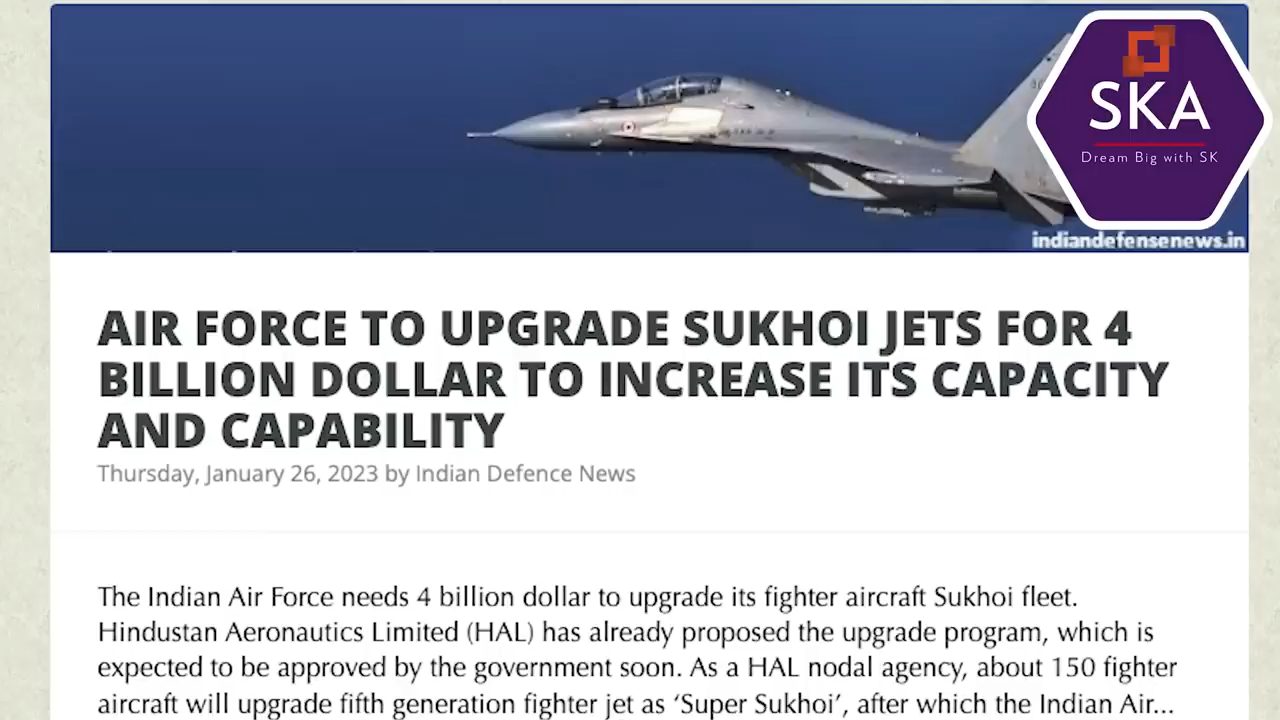 SKA
Dream Big with SK
indiandefensenews.in
AIR FORCE TO UPGRADE SUKHOI JETS FOR 4
BILLION DOLLAR TO INCREASE ITS CAPACITY
AND CAPABILITY
Thursday, January 26, 2023 by Indian Defence News
The Indian Air Force needs 4 billion dollar to upgrade its fighter aircraft Sukhoi fleet.
Hindustan Aeronautics Limited (HAL) has already proposed the upgrade program, which is
expected to be approved by the government soon. As a HAL nodal agency, about 150 fighter
aircraft will upgrade fifth generation fighter jet as ‘Super Sukhoi’, after which the Indian Air...